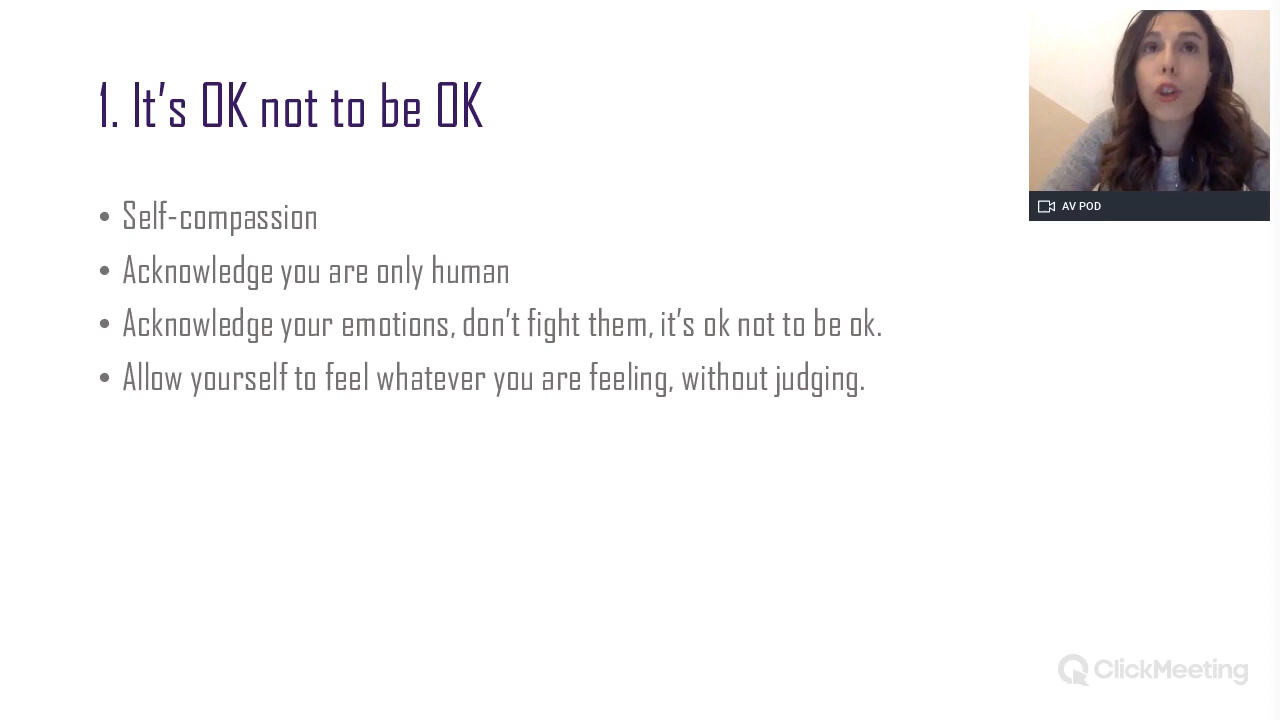 1. It's OK not to be OK
• Self-compassion
• Acknowledge you are only human
• Acknowledge your emotions, don't fight them, it's ok not to be ok.
• Allow yourself to feel whatever you are feeling, without judging.
AV POD
ClickMeeting